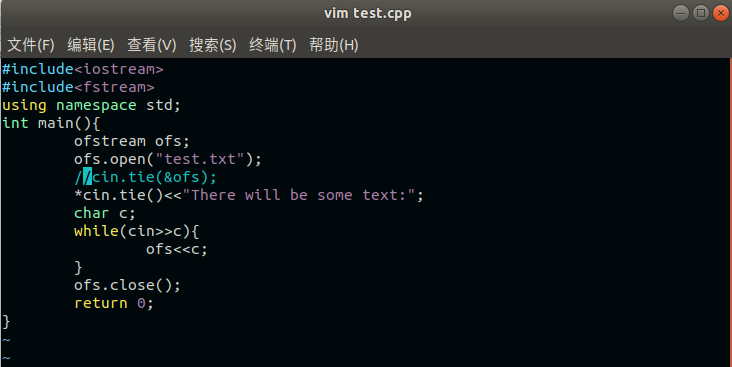 vim test.cpp
文件(F) 编辑(E) 查看(V) 搜索(S) 终端(T) 帮助(H)
#include<iostream>
#include<fstream>
using namespace std;
int main(){
        ofstream ofs;
        ofs.open("test.txt");
        //cin.tie(&ofs);
        *cin.tie()<<"There will be some text:";
        char c;
        while(cin>>c){
                ofs<<c;
        }
        ofs.close();
        return 0;
}
~
~